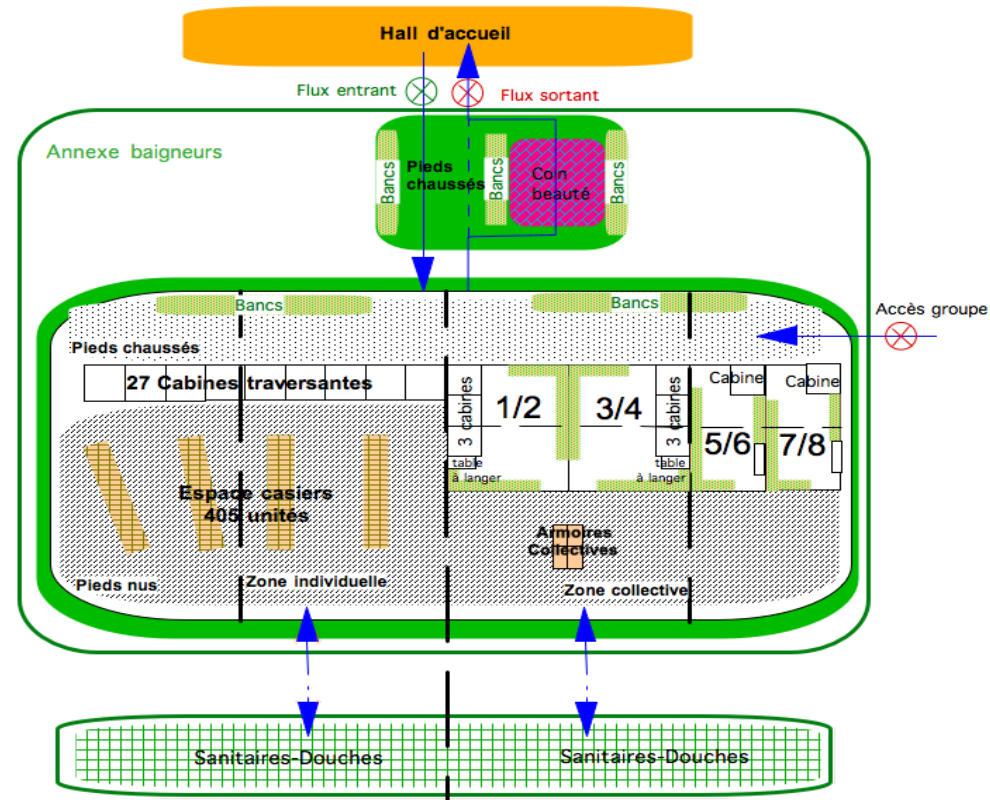 Hall d'accueil
Flux entrant
Flux sortant
Annexe baigneurs
Bancs
Pieds
chaussés
Bancs
Coin
beauté
Bancs
Bancs
Bancs
Accès groupe
Pieds chaussés
27 Cabines traversantes
3 cabines
1/2
3/4
3 cabines
Cabine
Cabine
5/6
7/8
table
à langer
table
à langer
Espace casiers
405 unités
Armoires
Collectives
Pieds nus
Zone individuelle
Zone collective
Sanitaires-Douches
Sanitaires-Douches